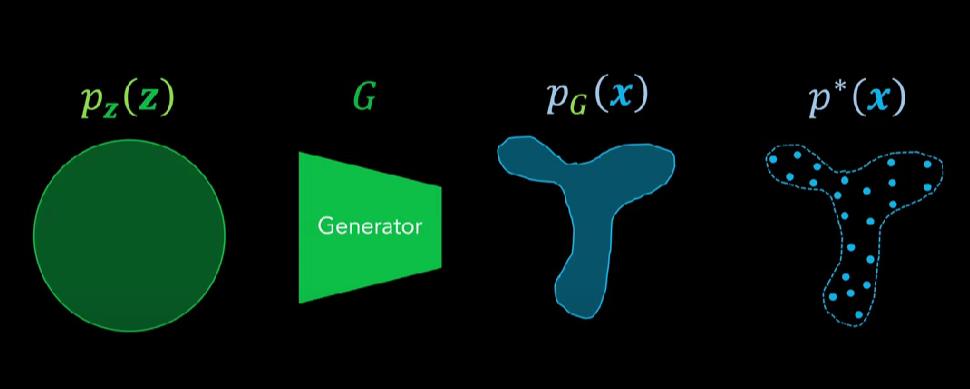 p_z(z)
G
p_G(x)
p*(x)
Generator